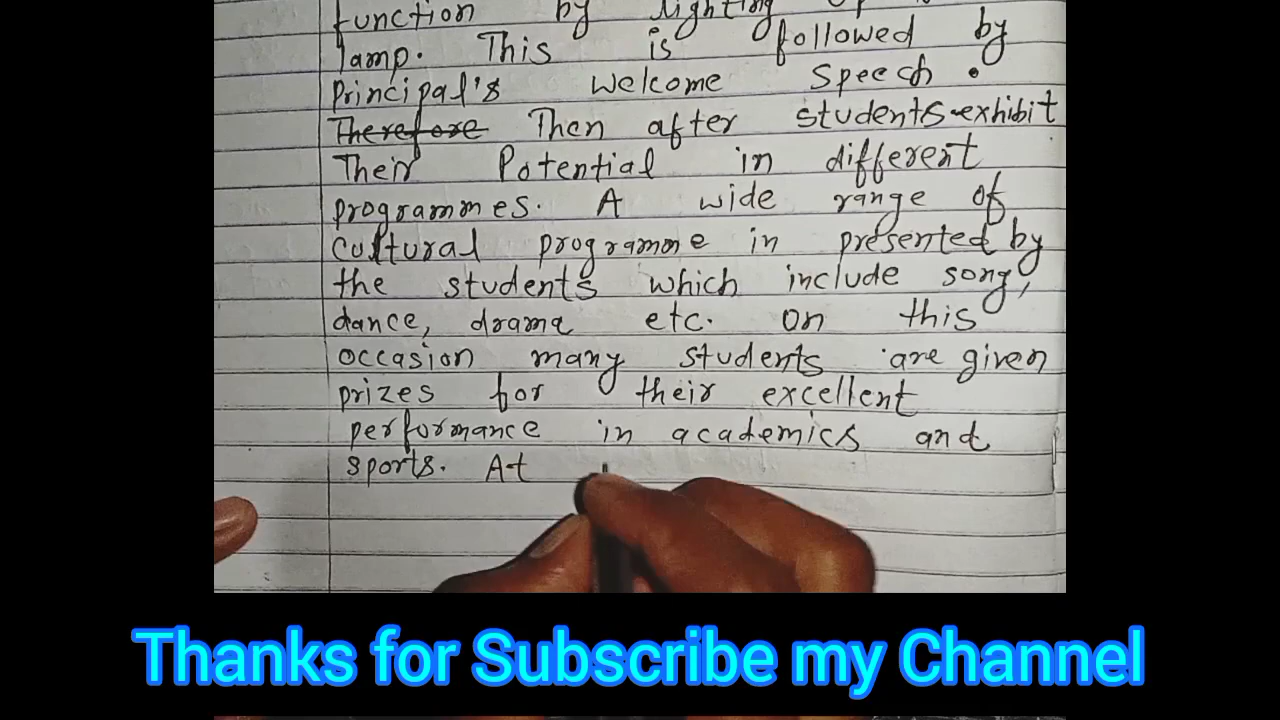 function by lighting
lamp. This is followed by
Principal's welcome speech.
Therefore Then after students exhibit
Their Potential in different
programmes. A wide range of
cultural programme in presented by
the students which include song,
dance, drama etc. On this
occasion many students are given
prizes for their excellent
performance in academics and
sports. At
Thanks for Subscribe my Channel